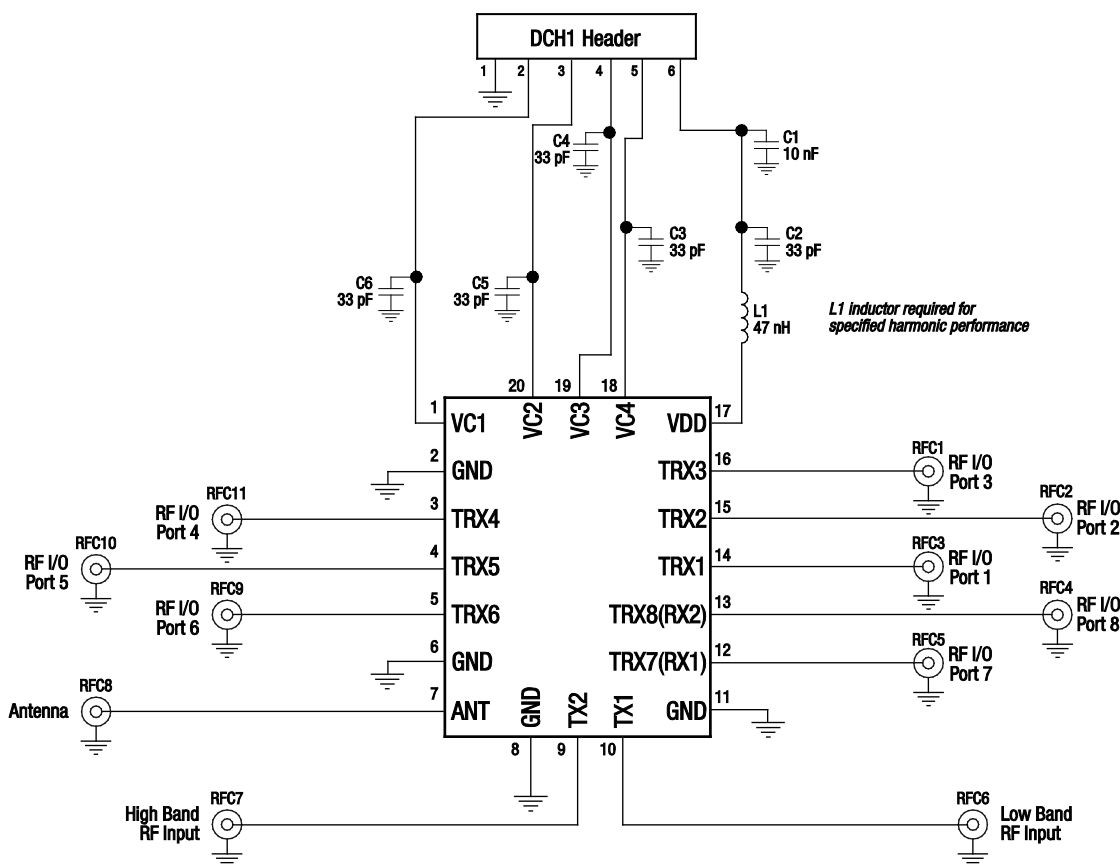 DCH1 Header
1 2 3 4 5 6
C4
33 pF
C1
10 nF
C3
33 pF
C2
33 pF
C6
33 pF
C5
33 pF
L1
47 nH
L1 inductor required for
specified harmonic performance
20 19 18
1 VC1 VC2 VC3 VC4 VDD 17
2 GND TRX3 16
RFC1
RF I/O
Port 3
RFC11
RF I/O
Port 4
3 TRX4 TRX2 15
RFC2
RF I/O
Port 2
RFC10
RF I/O
Port 5
4 TRX5 TRX1 14
RFC3
RF I/O
Port 1
RFC9
RF I/O
Port 6
5 TRX6 TRX8(RX2) 13
RFC4
RF I/O
Port 8
6 GND TRX7(RX1) 12
RFC5
RF I/O
Port 7
RFC8
Antenna
7 ANT GND TX2 TX1 GND 11
8 9 10
RFC7
High Band
RF Input
RFC6
Low Band
RF Input